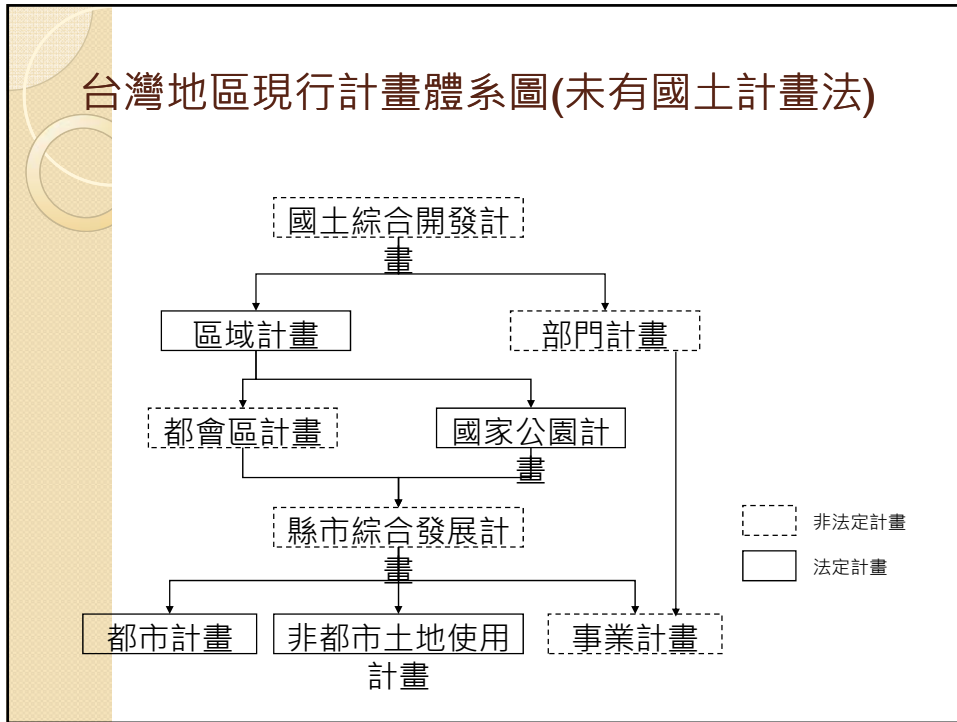 台灣地區現行計畫體系圖(未有國土計畫法)
國土綜合開發計
畫
區域計畫
部門計畫
都會區計畫
國家公園計
畫
縣市綜合發展計
畫
非法定計畫
法定計畫
都市計畫
非都市土地使用
計畫
事業計畫